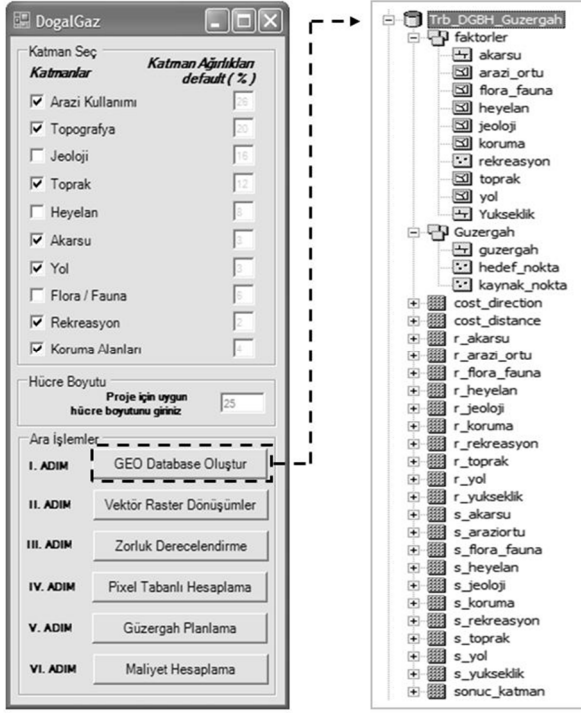 DogalGaz
Katman Seç
Katmanlar
Katman Ağırlıkları
default ( % )
Arazi Kullanımı 26
Topografya 20
Jeoloji 16
Toprak 12
Heyelan 8
Akarsu 3
Yol 3
Flora / Fauna 6
Rekreasyon 2
Koruma Alanları 4
Hücre Boyutu
Proje için uygun
hücre boyutunu giriniz
25
Ara İşlemler
I. ADIM GEO Database Oluştur
II. ADIM Vektör Raster Dönüşümler
III. ADIM Zorluk Derecelendirme
IV. ADIM Pixel Tabanlı Hesaplama
V. ADIM Güzergah Planlama
VI. ADIM Maliyet Hesaplama
Trb_DGBH_Guzergah
faktorler
akarsu
arazi_ortu
flora_fauna
heyelan
jeoloji
koruma
rekreasyon
toprak
yol
Yukseklik
Guzergah
guzergah
hedef_nokta
kaynak_nokta
cost_direction
cost_distance
r_akarsu
r_arazi_ortu
r_flora_fauna
r_heyelan
r_jeoloji
r_koruma
r_rekreasyon
r_toprak
r_yol
r_yukseklik
s_akarsu
s_araziortu
s_flora_fauna
s_heyelan
s_jeoloji
s_koruma
s_rekreasyon
s_toprak
s_yol
s_yukseklik
sonuc_katman